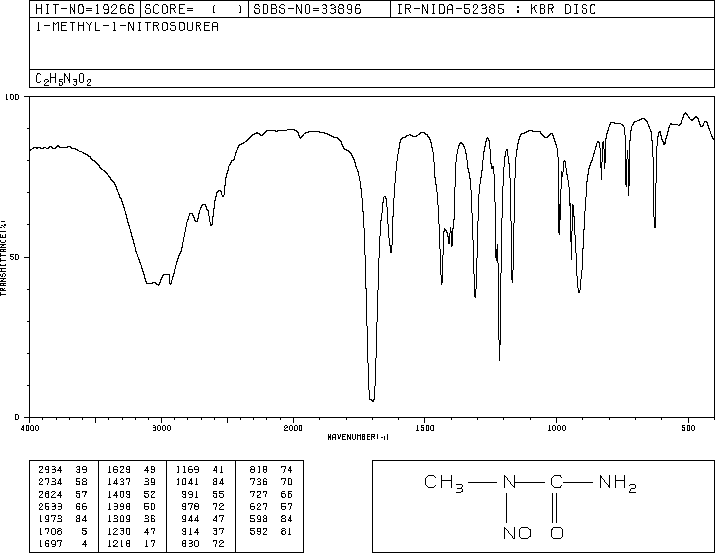 HIT-NO=19266 SCORE= ( ) SDBS-NO=33896 IR-NIDA-52385 : KBR DISC
1-METHYL-1-NITROSOUREA
C2H5N3O2
100
50
0
TRANSMITTANCE(%)
4000 3000 2000 1500 1000 500
WAVENUMBER(-1)
2934 39 1629 49 1169 41 818 74
2734 58 1437 39 1041 84 736 70
2624 57 1409 52 991 55 727 66
2533 66 1398 50 978 72 627 57
1973 84 1309 36 944 47 598 84
1706 5 1230 47 914 37 592 81
1697 4 1218 17 830 72
CH3 N C NH2
NO O